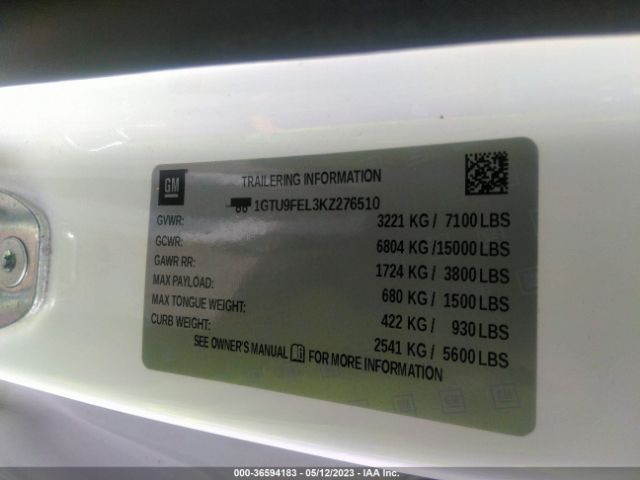 GM
TRAILERING INFORMATION
1GTU9FEL3KZ276510
GVWR: 3221 KG / 7100 LBS
GCWR: 6804 KG /15000 LBS
GAWR RR: 1724 KG / 3800 LBS
MAX PAYLOAD: 680 KG / 1500 LBS
MAX TONGUE WEIGHT: 422 KG / 930 LBS
CURB WEIGHT: 2541 KG / 5600 LBS
SEE OWNER'S MANUAL FOR MORE INFORMATION
000-36594183 - 05/12/2023 - IAA Inc.